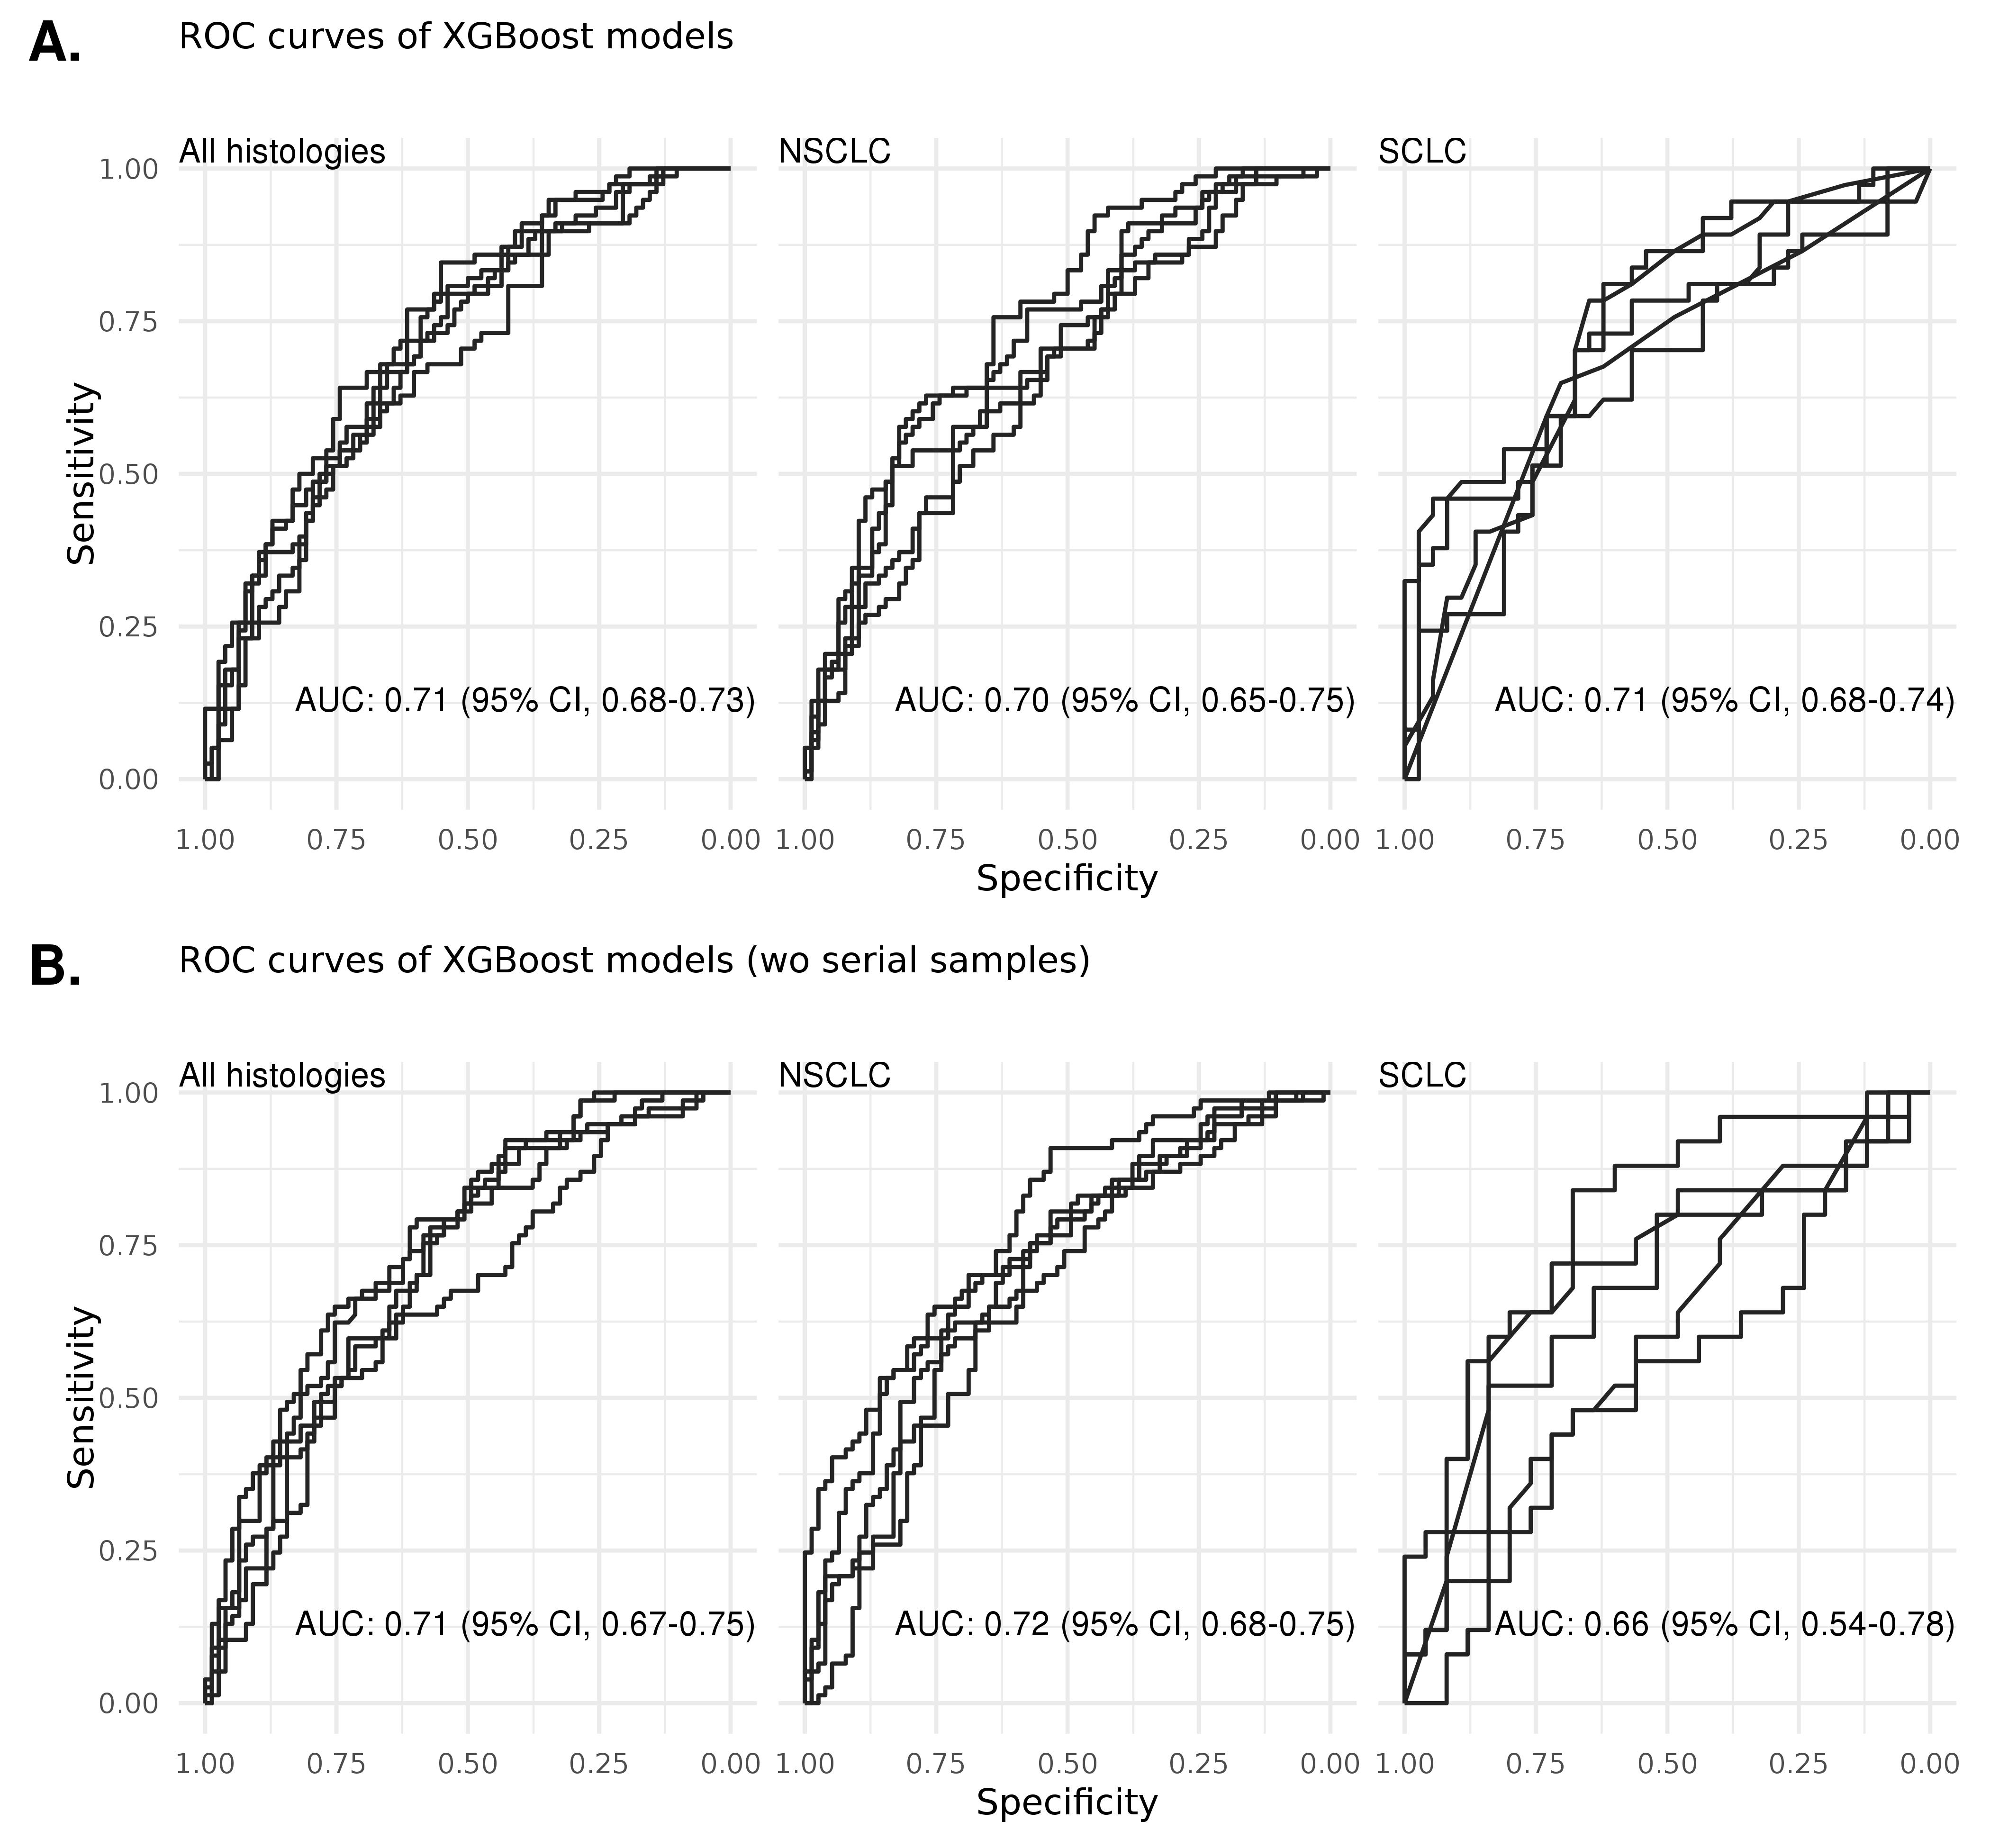 A. ROC curves of XGBoost models
All histologies NSCLC SCLC
1.00
0.75
0.50
0.25
0.00
Sensitivity
AUC: 0.71 (95% CI, 0.68-0.73) AUC: 0.70 (95% CI, 0.65-0.75) AUC: 0.71 (95% CI, 0.68-0.74)
1.00 0.75 0.50 0.25 0.00 1.00 0.75 0.50 0.25 0.00 1.00 0.75 0.50 0.25 0.00
Specificity
B. ROC curves of XGBoost models (wo serial samples)
All histologies NSCLC SCLC
1.00
0.75
0.50
0.25
0.00
Sensitivity
AUC: 0.71 (95% CI, 0.67-0.75) AUC: 0.72 (95% CI, 0.68-0.75) AUC: 0.66 (95% CI, 0.54-0.78)
1.00 0.75 0.50 0.25 0.00 1.00 0.75 0.50 0.25 0.00 1.00 0.75 0.50 0.25 0.00
Specificity